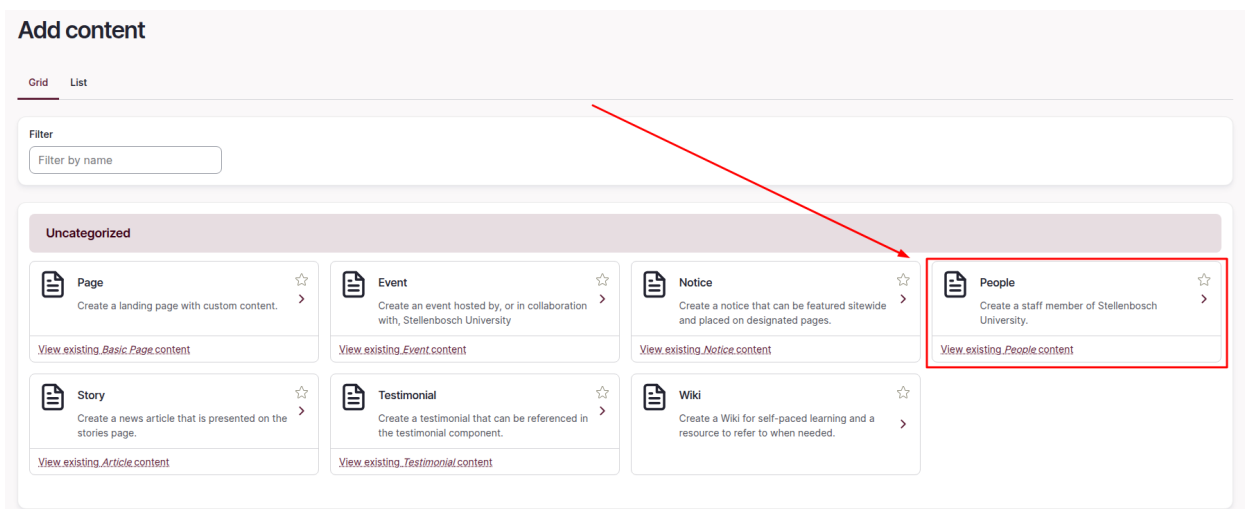 Add content
Grid List
Filter
Filter by name
Uncategorized
Page
Create a landing page with custom content.
View existing Basic Page content
Event
Create an event hosted by, or in collaboration
with, Stellenbosch University
View existing Event content
Notice
Create a notice that can be featured sitewide
and placed on designated pages.
View existing Notice content
People
Create a staff member of Stellenbosch
University.
View existing People content
Story
Create a news article that is presented on the
stories page.
View existing Article content
Testimonial
Create a testimonial that can be referenced in
the testimonial component.
View existing Testimonial content
Wiki
Create a Wiki for self-paced learning and a
resource to refer to when needed.